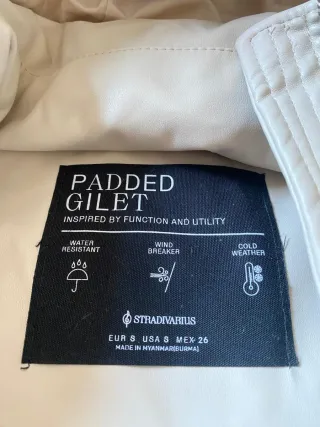 PADDED
GILET
INSPIRED BY FUNCTION AND UTILITY
WATER RESISTANT
WIND BREAKER
COLD WEATHER
STRADIVARIUS
EUR S USA S MEX 26
MADE IN MYANMAR(BURMA)